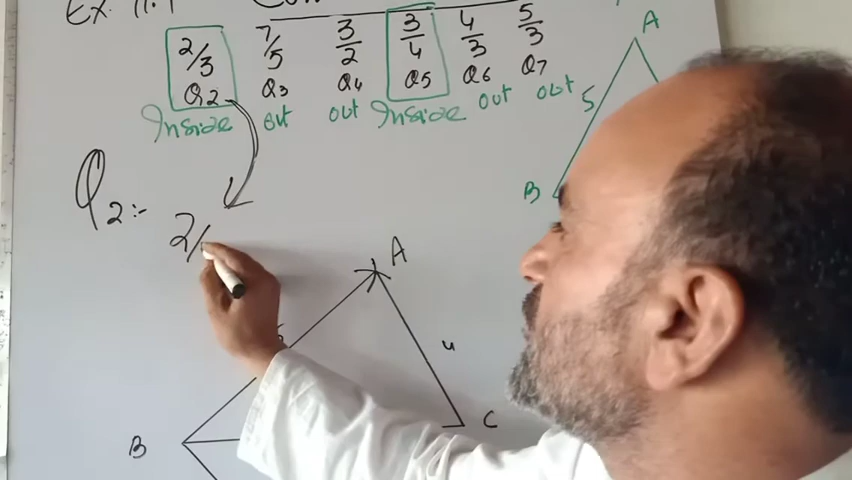 Ex. 11.1
2/3 7/5 3/2 3/4 4/3 5/3
Q2 Q3 Q4 Q5 Q6 Q7
Inside out out Inside out out
A
5
B
Q2:-
2/
A
4
B
C